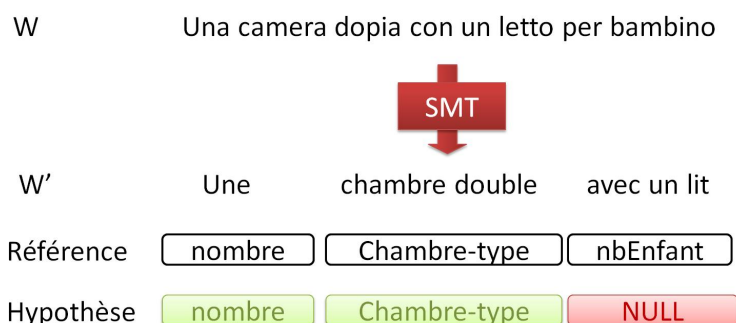 W Una camera dopia con un letto per bambino
SMT
W' Une chambre double avec un lit
Référence nombre Chambre-type nbEnfant
Hypothèse nombre Chambre-type NULL